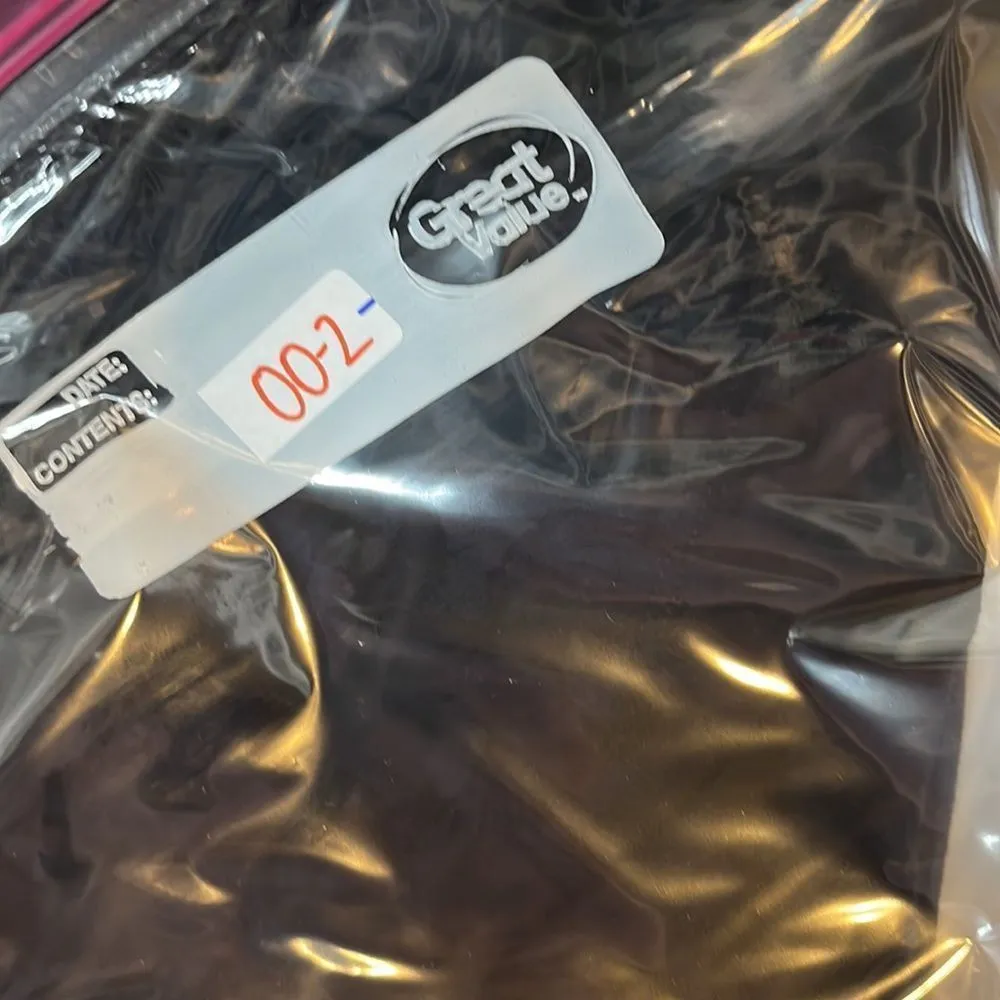 Great
Value
00-2
DATE:
CONTENTS: